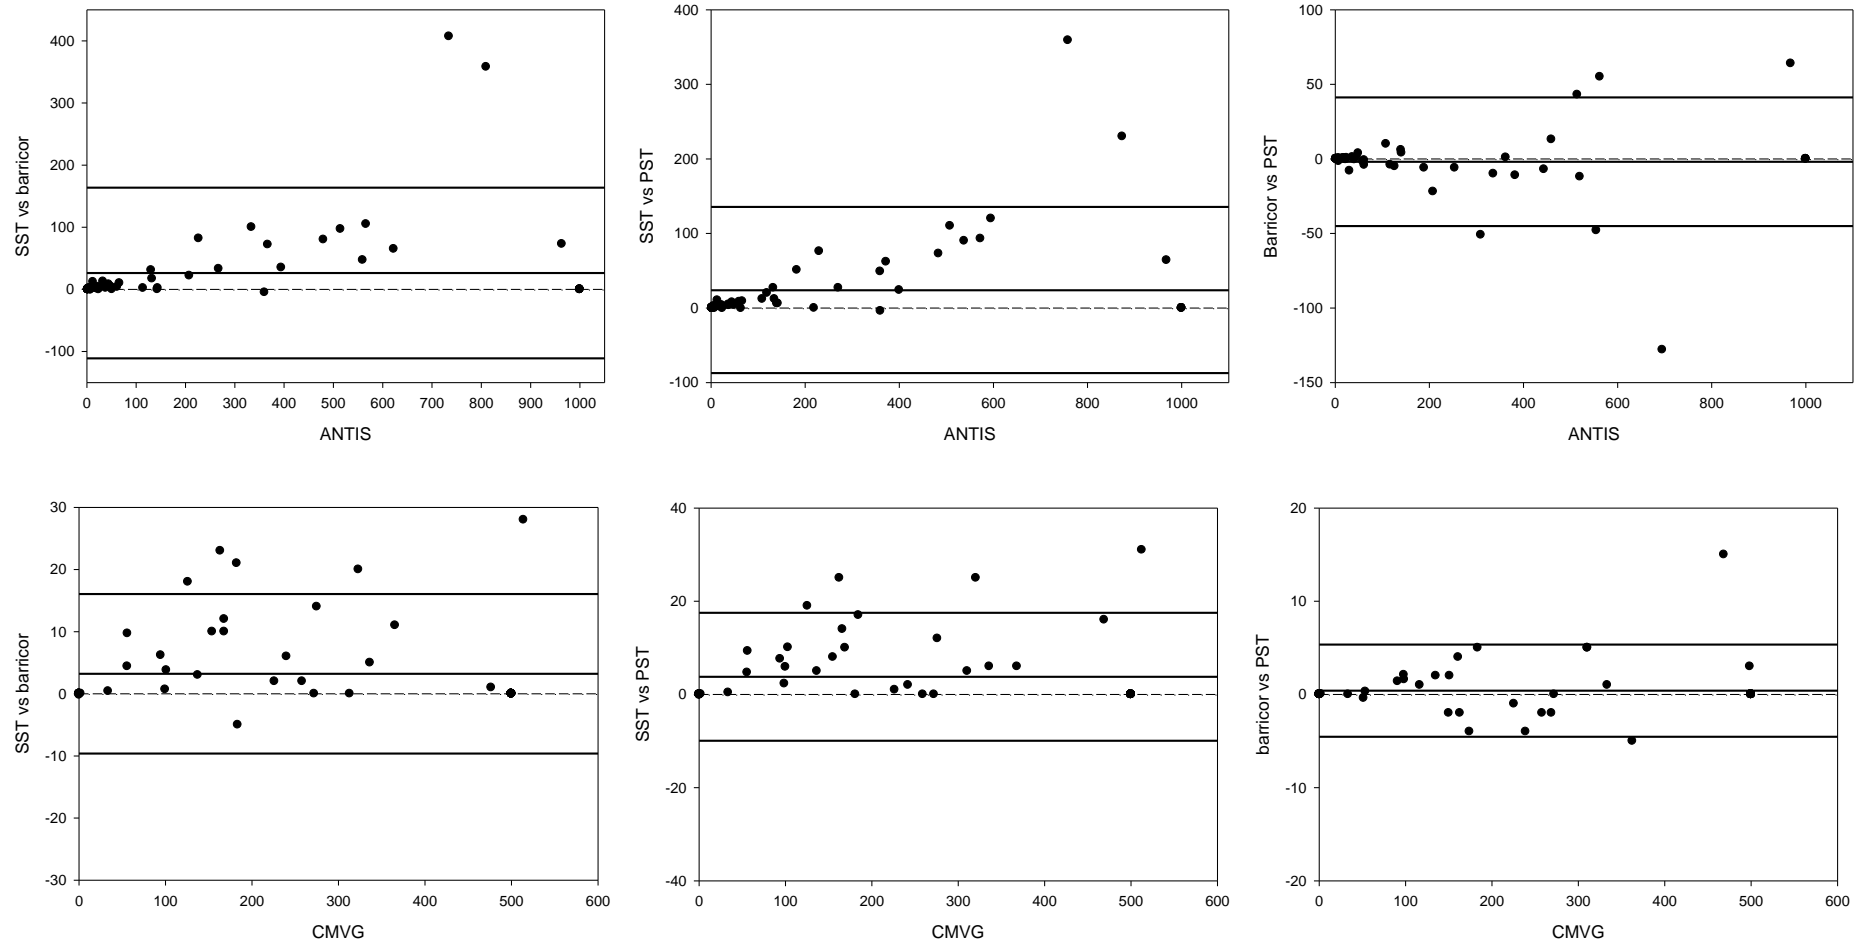 SST vs barricor
400
300
200
100
0
-100
0 100 200 300 400 500 600 700 800 900 1000
ANTIS
SST vs PST
400
300
200
100
0
-100
0 200 400 600 800 1000
ANTIS
Barricor vs PST
100
50
0
-50
-100
-150
0 200 400 600 800 1000
ANTIS
SST vs barricor
30
20
10
0
-10
-20
-30
0 100 200 300 400 500 600
CMVG
SST vs PST
40
20
0
-20
-40
0 100 200 300 400 500 600
CMVG
barricor vs PST
20
10
0
-10
-20
0 100 200 300 400 500 600
CMVG